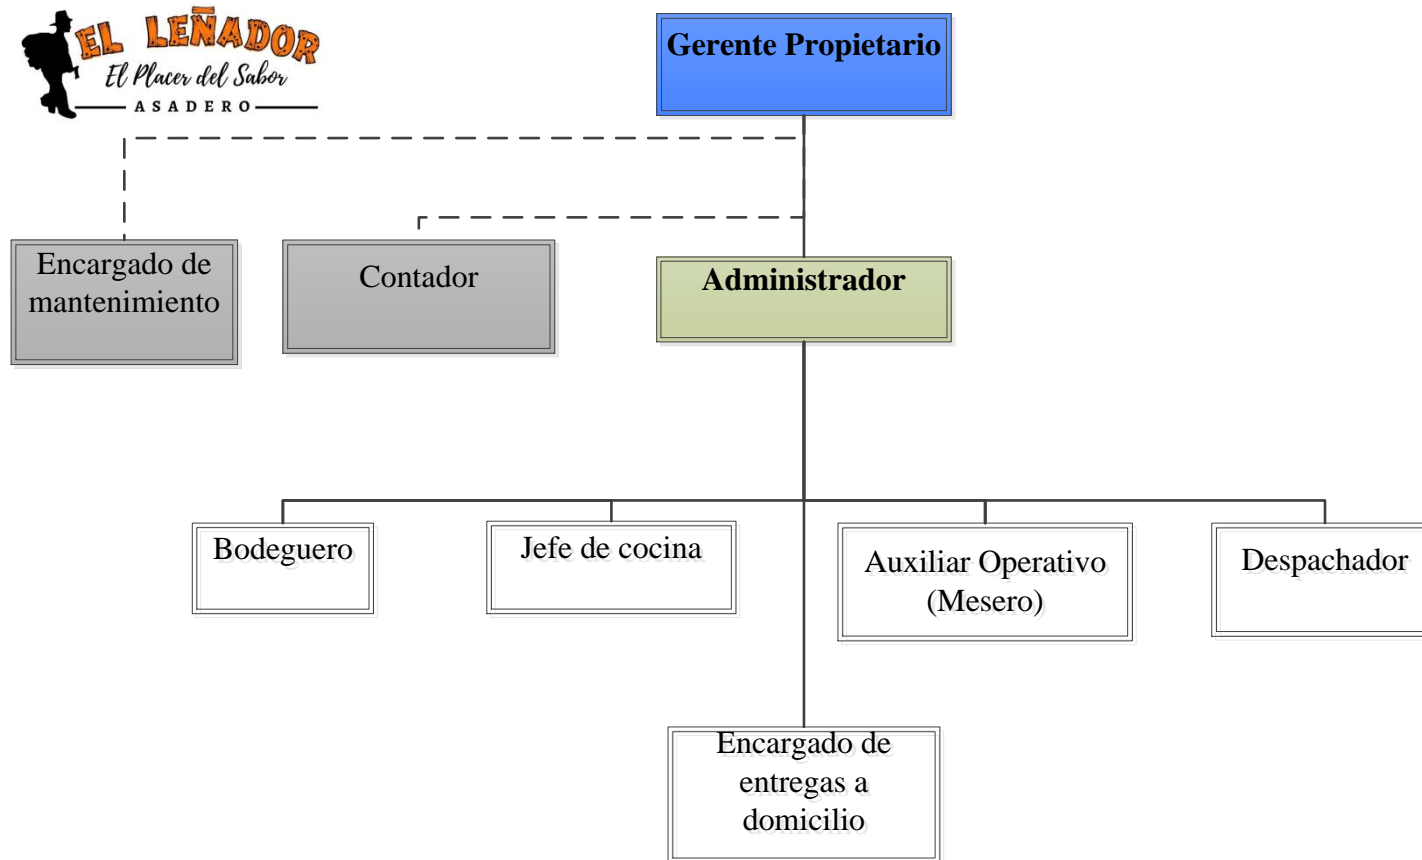 EL LEÑADOR
El Placer del Sabor
ASADERO
Gerente Propietario
Encargado de
mantenimiento
Contador
Administrador
Bodeguero
Jefe de cocina
Auxiliar Operativo
(Mesero)
Despachador
Encargado de
entregas a
domicilio